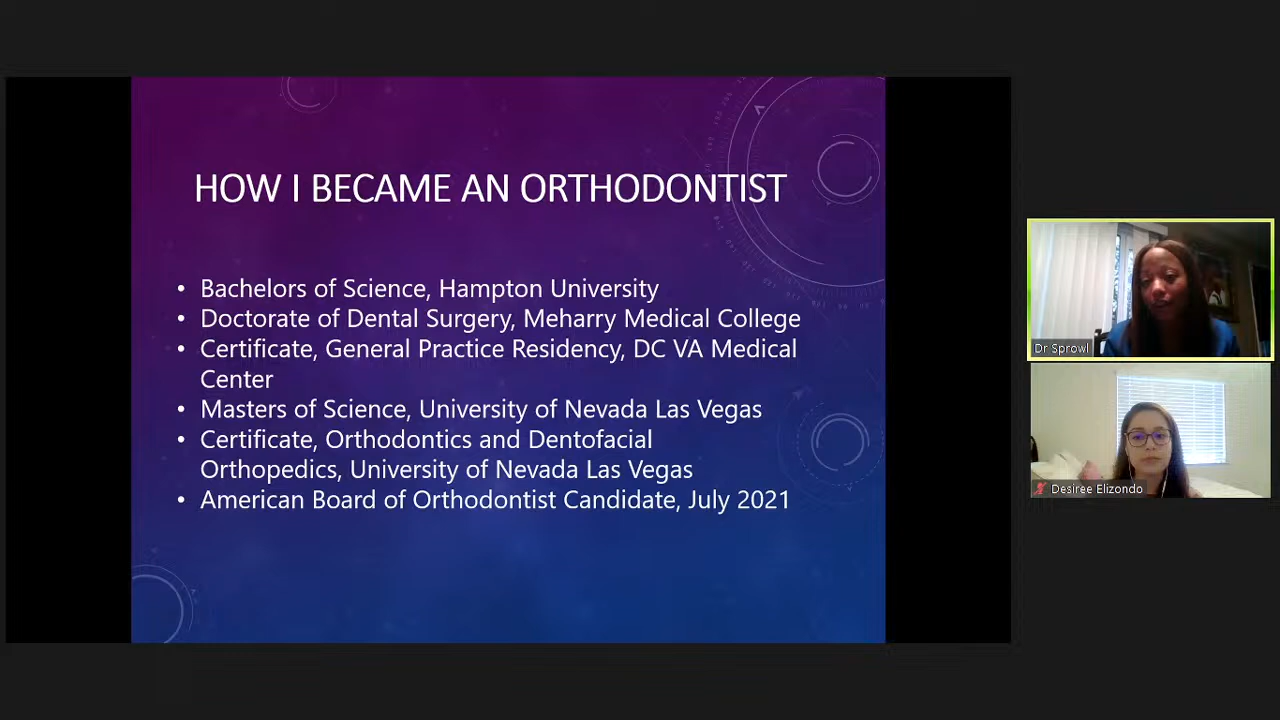 HOW I BECAME AN ORTHODONTIST
• Bachelors of Science, Hampton University
• Doctorate of Dental Surgery, Meharry Medical College
• Certificate, General Practice Residency, DC VA Medical
Center
• Masters of Science, University of Nevada Las Vegas
• Certificate, Orthodontics and Dentofacial
Orthopedics, University of Nevada Las Vegas
• American Board of Orthodontist Candidate, July 2021
Dr Sprowl
Desiree Elizondo